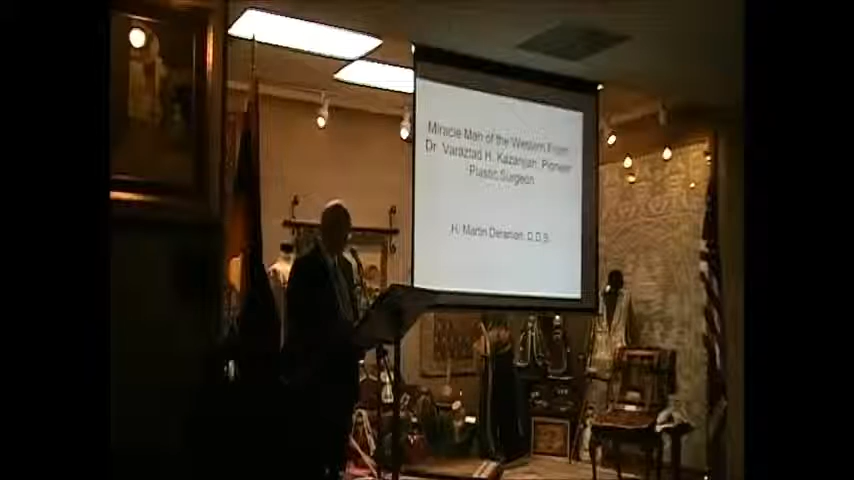 Miracle Man of the Western Front
Dr. Varaztad H. Kazanjian, Pioneer
Plastic Surgeon
H. Martin Deranian, D.D.S.